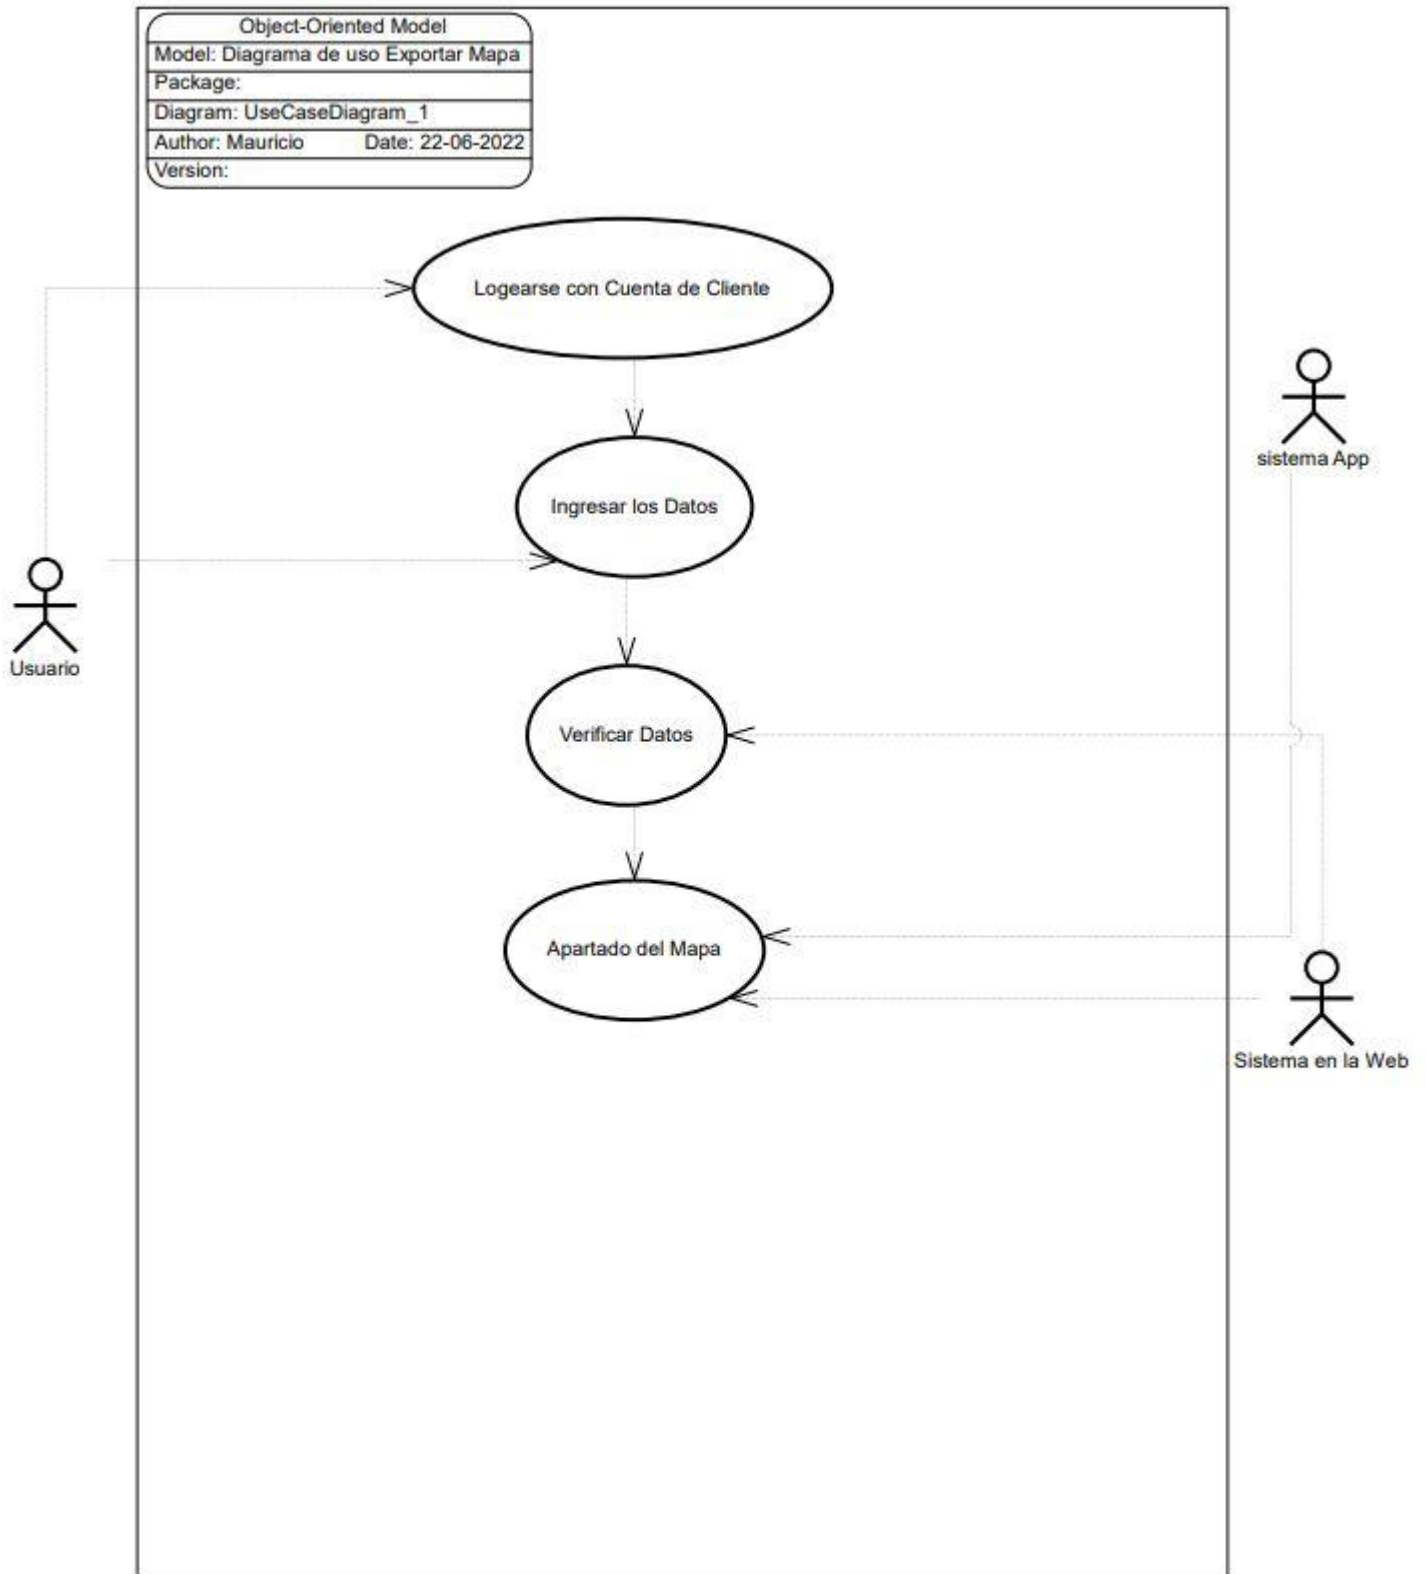 Object-Oriented Model
Model: Diagrama de uso Exportar Mapa
Package:
Diagram: UseCaseDiagram_1
Author: Mauricio Date: 22-06-2022
Version:
Logearse con Cuenta de Cliente
sistema App
Ingresar los Datos
Usuario
Verificar Datos
Apartado del Mapa
Sistema en la Web